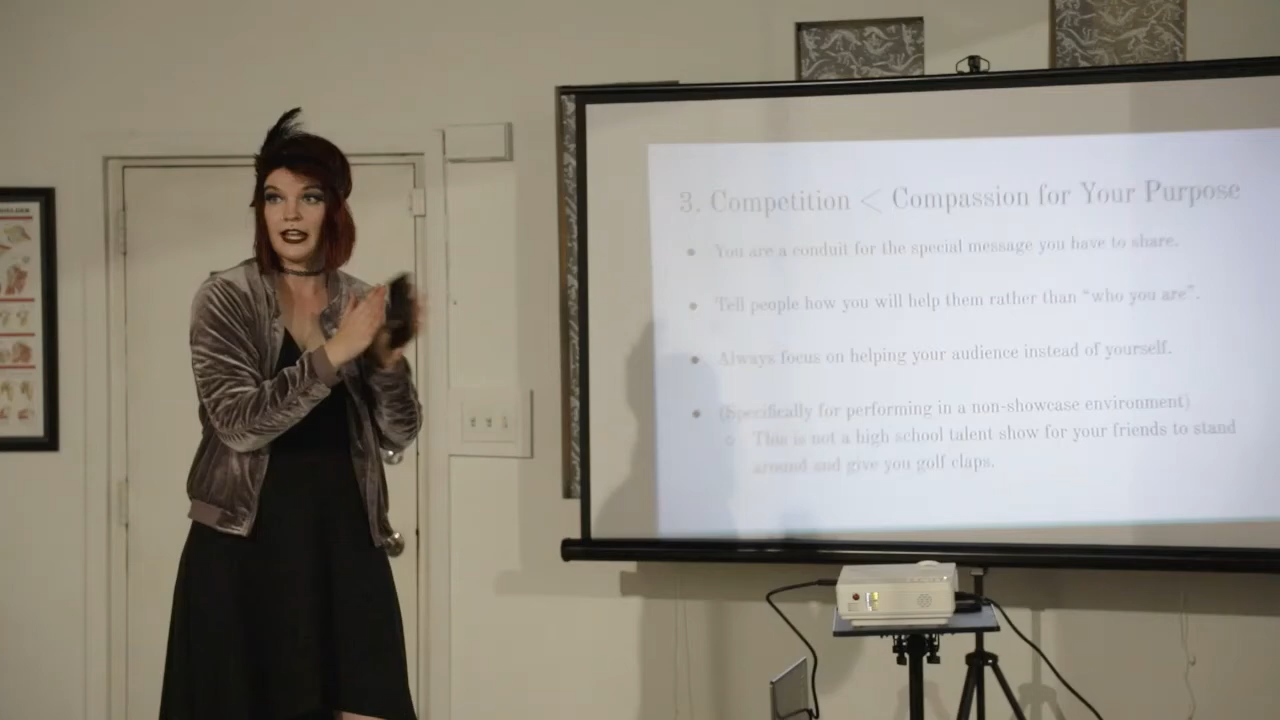 3. Competition < Compassion for Your Purpose
● You are a conduit for the special message you have to share.
● Tell people how you will help them rather than "who you are".
● Always focus on helping your audience instead of yourself.
● (Specifically for performing in a non-showcase environment)
○ This is not a high school talent show for your friends to stand
around and give you golf claps.